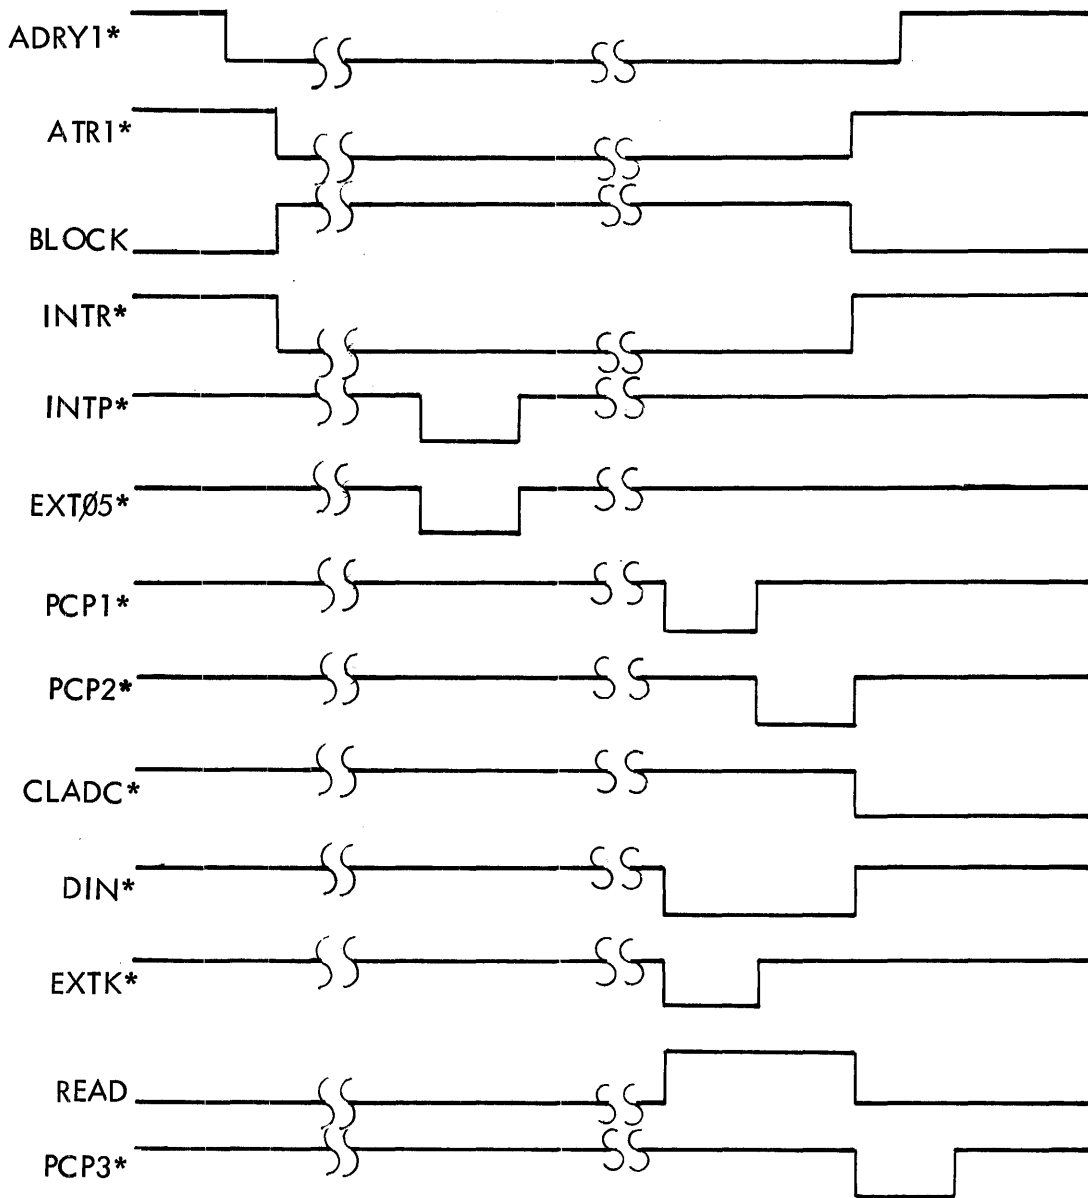 ADRY1*
ATR1*
BLOCK
INTR*
INTP*
EXTØ5*
PCP1*
PCP2*
CLADC*
DIN*
EXTK*
READ
PCP3*